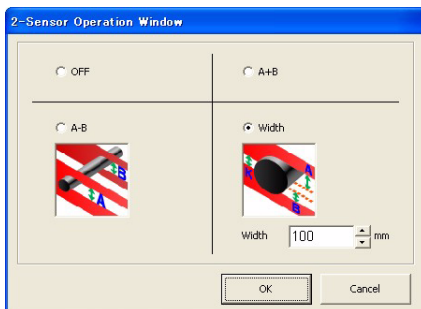 2-Sensor Operation Window
OFF
A+B
A-B
Width
B
A
k
A
B
Width 100 mm
OK Cancel